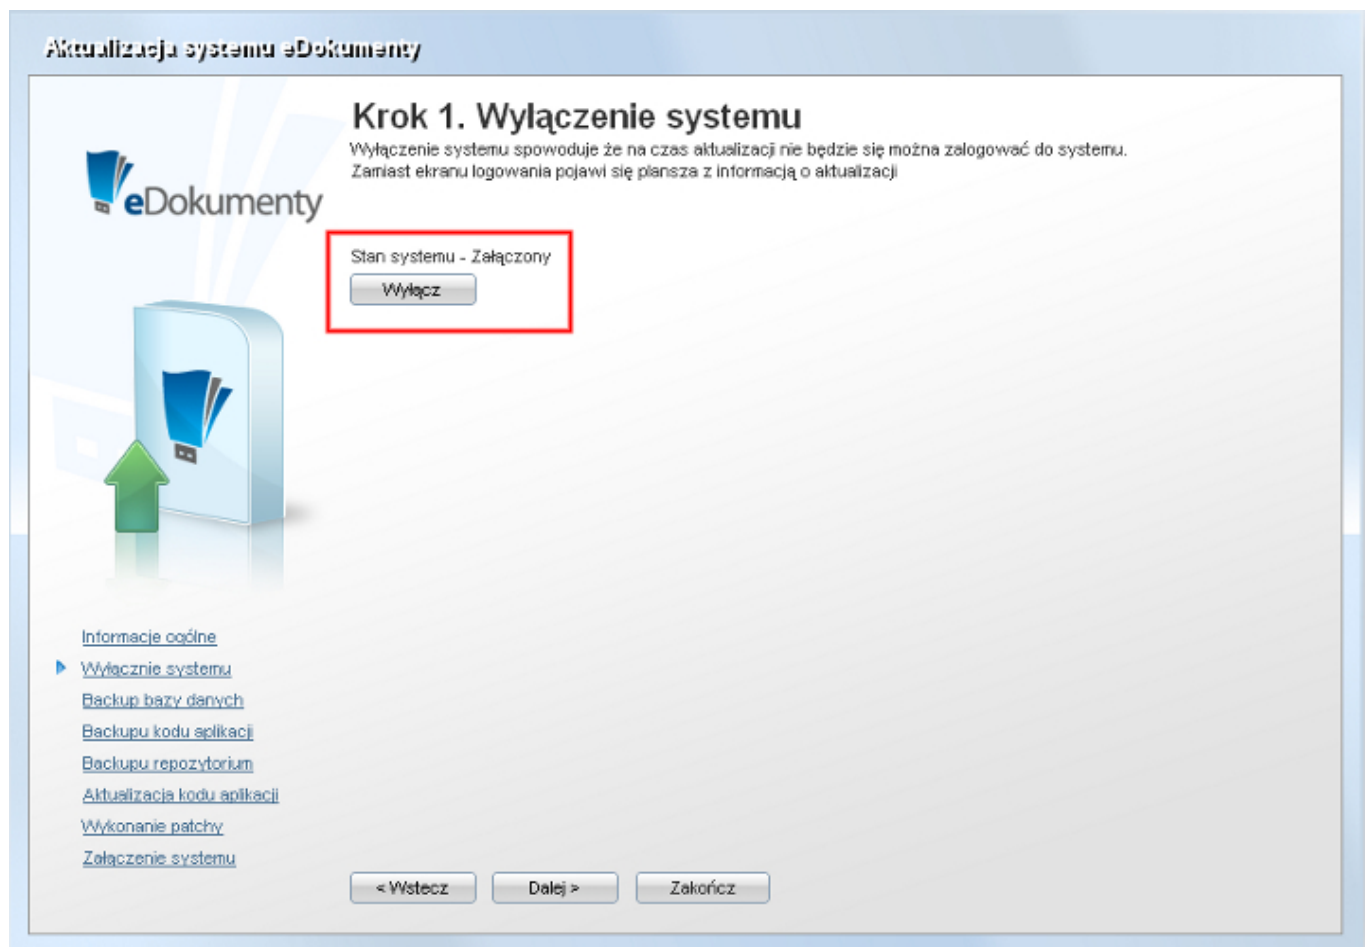 Aktualizacja systemu eDokumenty
Krok 1. Wyłączenie systemu
Wyłączenie systemu spowoduje że na czas aktualizacji nie będzie się można zalogować do systemu.
Zamiast ekranu logowania pojawi się plansza z informacją o aktualizacji
eDokumenty
Stan systemu - Załączony
Wyłącz
Informacje ogólne
Wyłącznie systemu
Backup bazy danych
Backupu kodu aplikacji
Backupu repozytorium
Aktualizacja kodu aplikacji
Wykonanie patchy
Załączenie systemu
< Wstecz
Dalej >
Zakończ